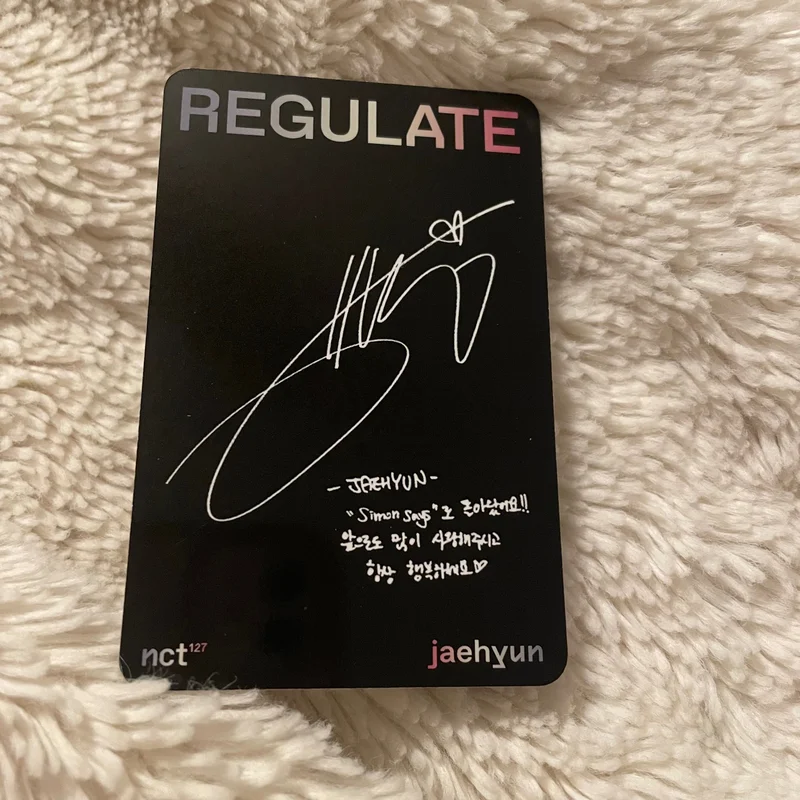 REGULATE
- JAEHYUN -
"Simon Says"로 돌아왔어요!!
앞으로도 많이 사랑해주시고
항상 행복하세요♡
nct127
jaehyun